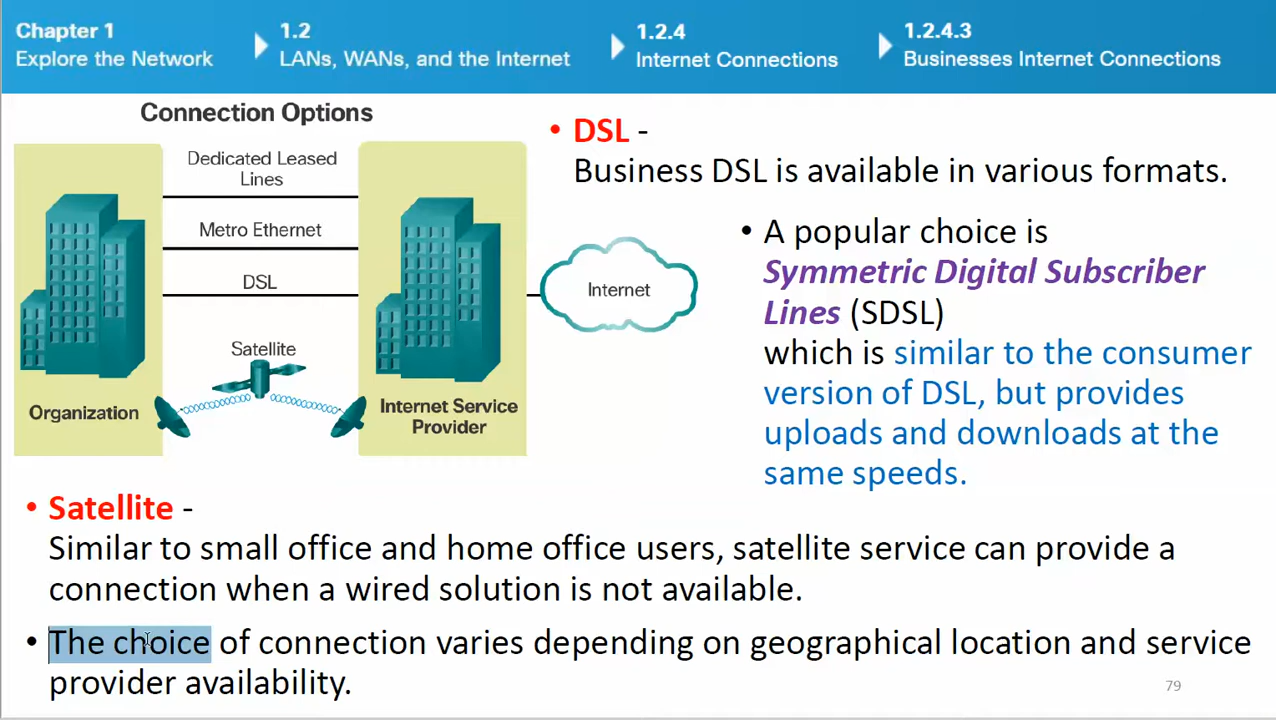 Chapter 1
Explore the Network
1.2
LANs, WANs, and the Internet
1.2.4
Internet Connections
1.2.4.3
Businesses Internet Connections
Connection Options
Dedicated Leased
Lines
Metro Ethernet
DSL
Satellite
Organization
Internet Service
Provider
Internet
• DSL -
Business DSL is available in various formats.
• A popular choice is
Symmetric Digital Subscriber
Lines (SDSL)
which is similar to the consumer
version of DSL, but provides
uploads and downloads at the
same speeds.
• Satellite -
Similar to small office and home office users, satellite service can provide a
connection when a wired solution is not available.
• The choice of connection varies depending on geographical location and service
provider availability.
79